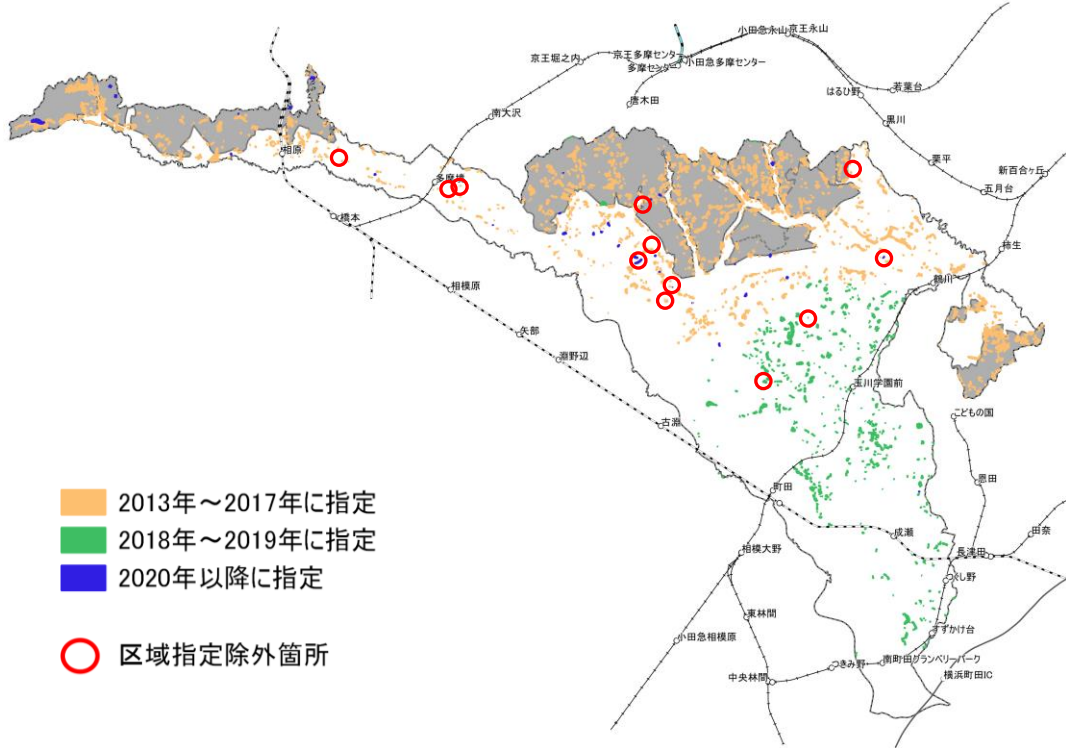 小田急永山
京王永山
京王多摩センター
小田急多摩センター
多摩センター
京王堀之内
唐木田
若葉台
はるひ野
南大沢
黒川
栗平
新百合ヶ丘
五月台
相原
多摩境
橋本
柿生
鶴川
相模原
矢部
淵野辺
玉川学園前
こどもの国
古淵
恩田
町田
成瀬
田奈
長津田
相模大野
つくし野
東林間
すずかけ台
小田急相模原
南町田グランベリーパーク
つきみ野
中央林間
横浜町田IC
2013年～2017年に指定
2018年～2019年に指定
2020年以降に指定
区域指定除外箇所